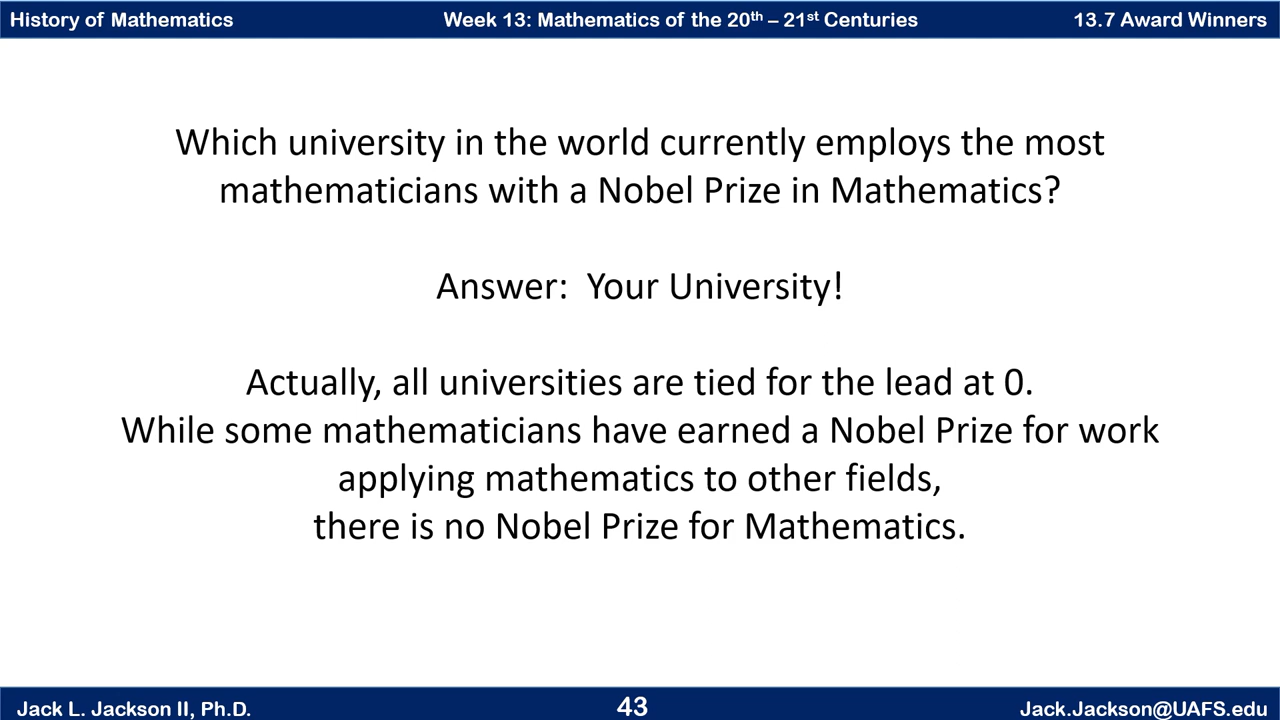 History of Mathematics
Week 13: Mathematics of the 20th – 21st Centuries
13.7 Award Winners
Which university in the world currently employs the most
mathematicians with a Nobel Prize in Mathematics?
Answer:  Your University!
Actually, all universities are tied for the lead at 0.
While some mathematicians have earned a Nobel Prize for work
applying mathematics to other fields,
there is no Nobel Prize for Mathematics.
Jack L. Jackson II, Ph.D.
43
Jack.Jackson@UAFS.edu